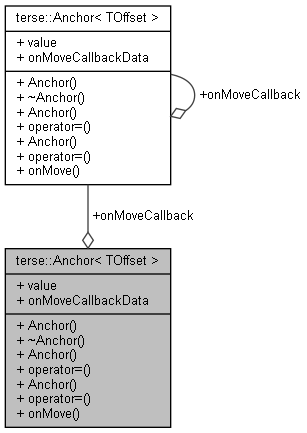 terse::Anchor< TOffset >
+ value
+ onMoveCallbackData
+ Anchor()
+ ~Anchor()
+ Anchor()
+ operator=()
+ Anchor()
+ operator=()
+ onMove()
+onMoveCallback
+onMoveCallback
terse::Anchor< TOffset >
+ value
+ onMoveCallbackData
+ Anchor()
+ ~Anchor()
+ Anchor()
+ operator=()
+ Anchor()
+ operator=()
+ onMove()